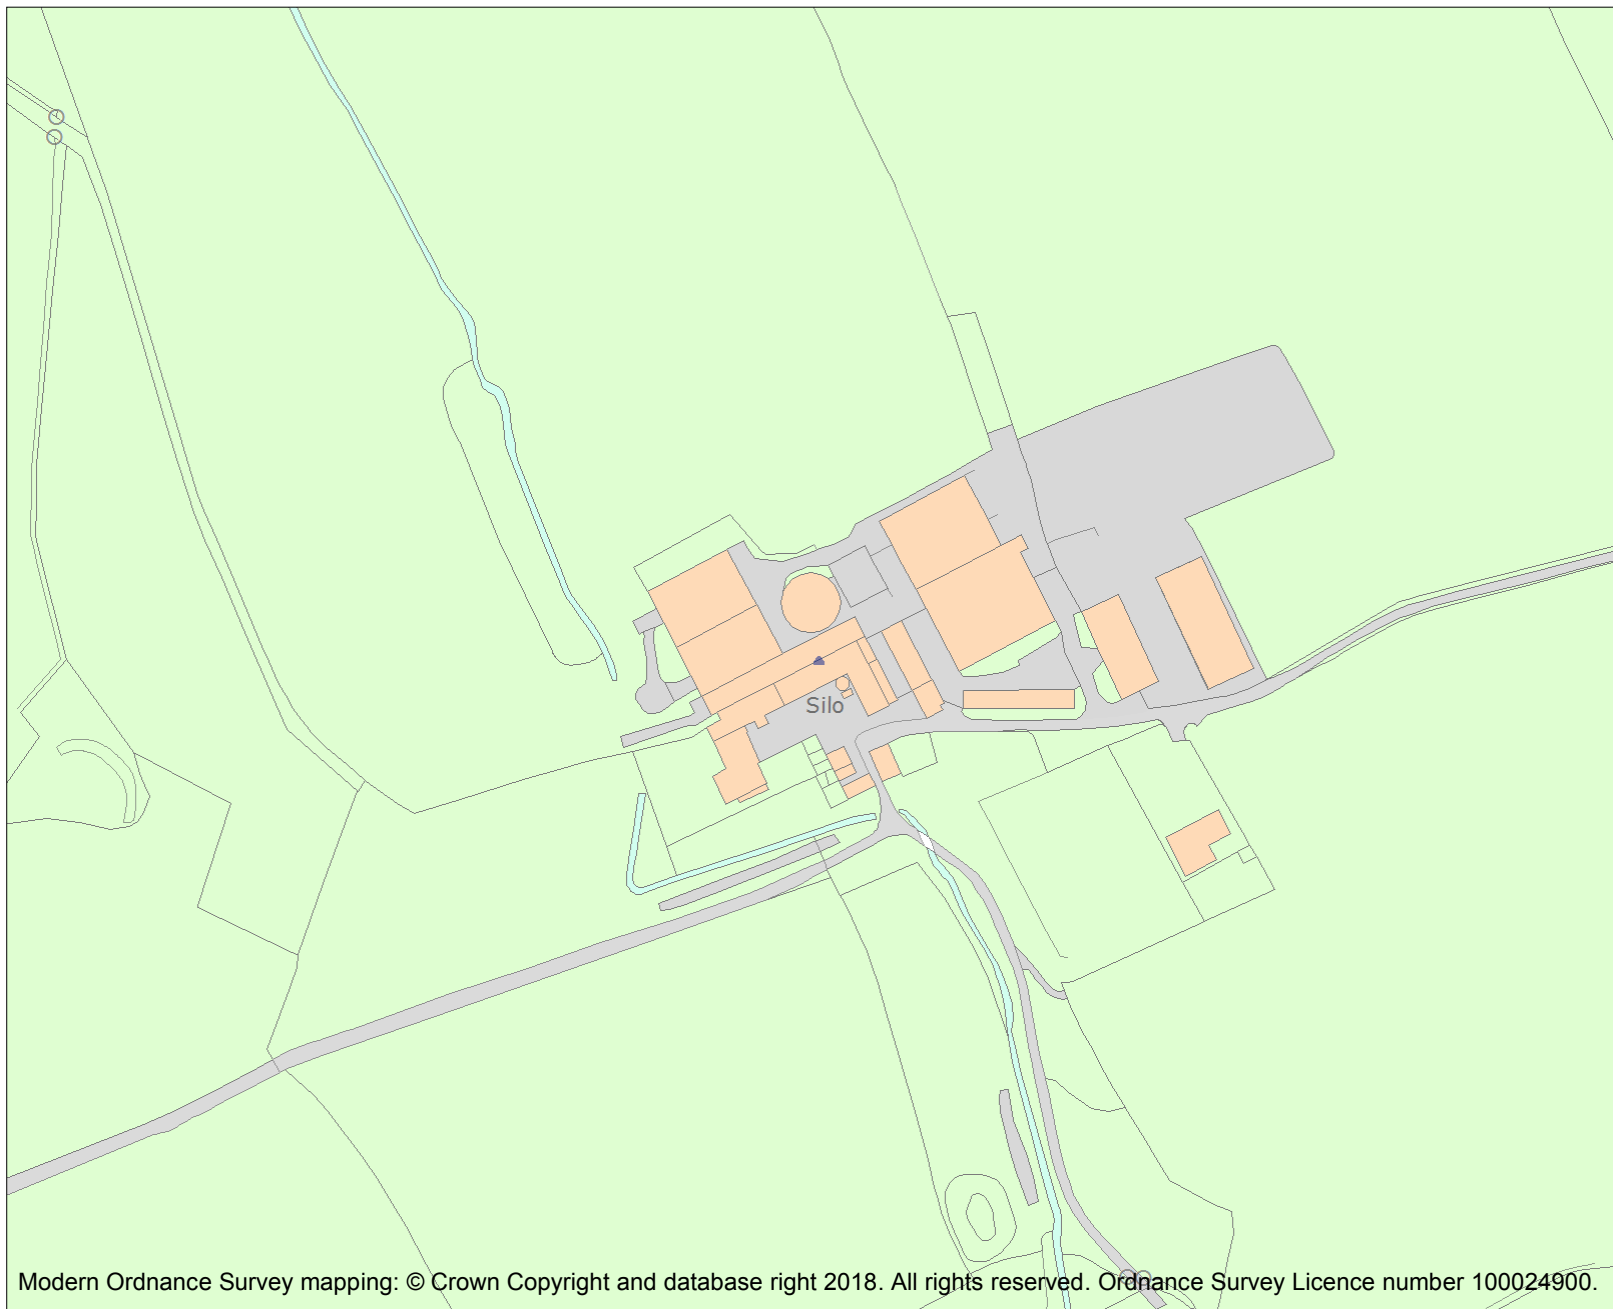 Silo
Modern Ordnance Survey mapping: © Crown Copyright and database right 2018. All rights reserved. Ordnance Survey Licence number 100024900.